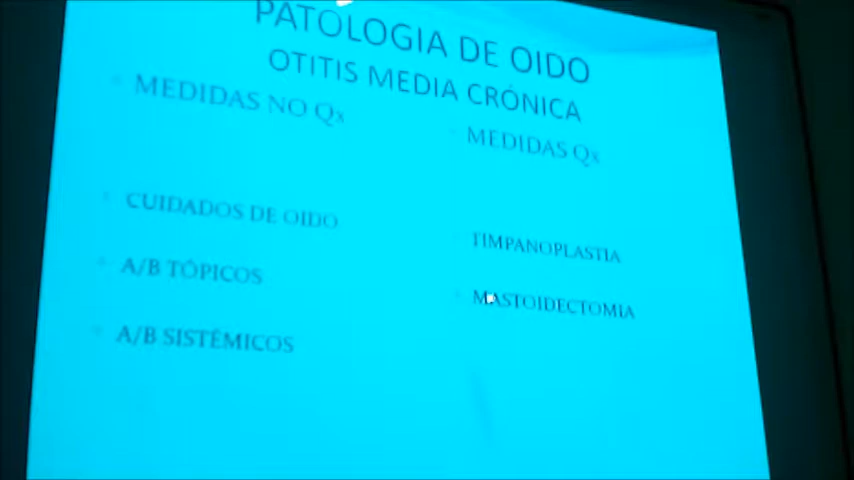 PATOLOGIA DE OIDO
OTITIS MEDIA CRÓNICA
MEDIDAS NO Qx
CUIDADOS DE OIDO
A/B TÓPICOS
A/B SISTÉMICOS
MEDIDAS Qx
TIMPANOPLASTIA
MASTOIDECTOMIA